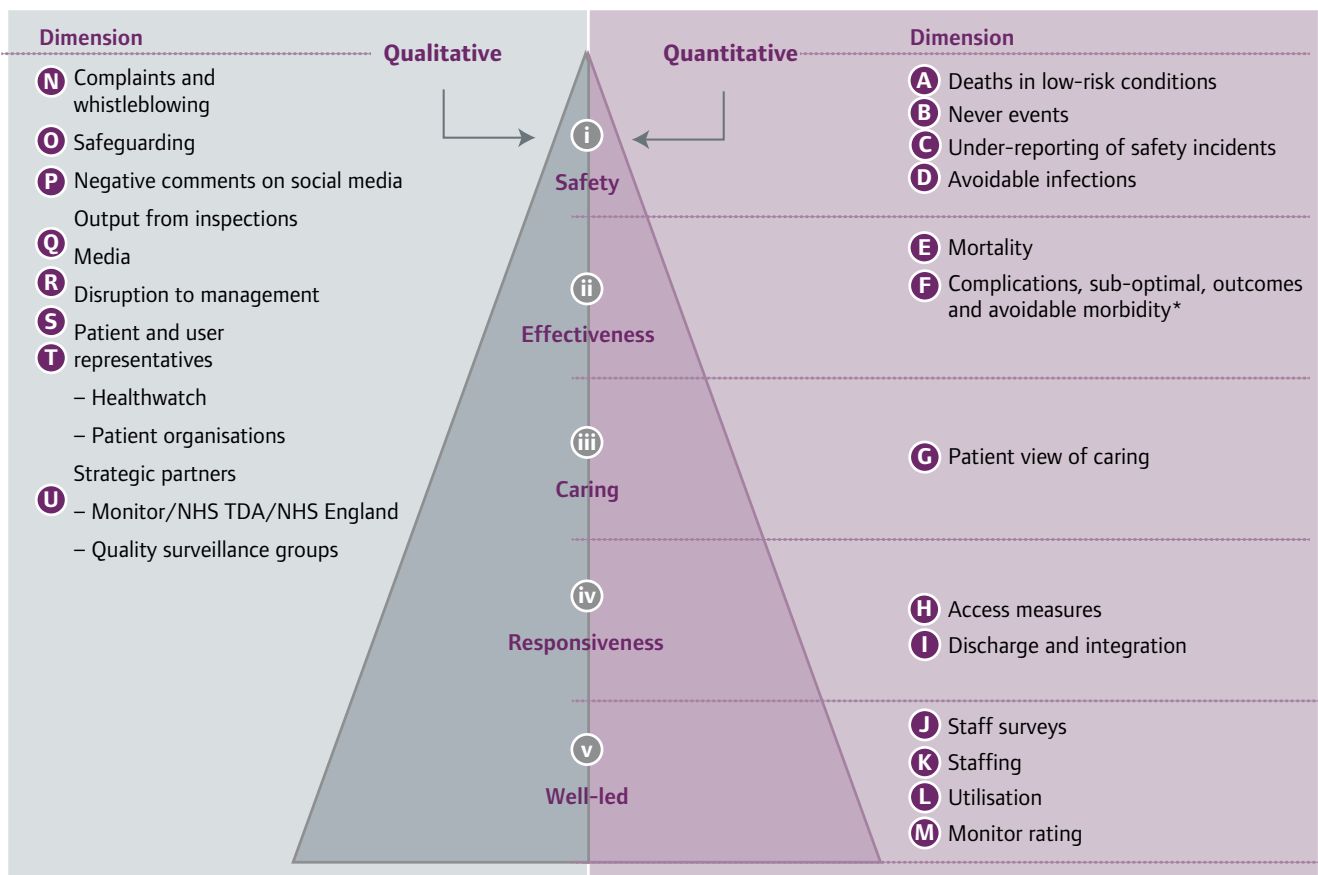 Dimension
Qualitative
N Complaints and
whistleblowing
O Safeguarding
P Negative comments on social media
Output from inspections
Q
Media
R
Disruption to management
S
Patient and user
T representatives
– Healthwatch
– Patient organisations
Strategic partners
U
– Monitor/NHS TDA/NHS England
– Quality surveillance groups
i
Safety
ii
Effectiveness
iii
Caring
iv
Responsiveness
v
Well-led
Quantitative
Dimension
A Deaths in low-risk conditions
B Never events
C Under-reporting of safety incidents
D Avoidable infections
E Mortality
F Complications, sub-optimal, outcomes
and avoidable morbidity*
G Patient view of caring
H Access measures
I Discharge and integration
J Staff surveys
K Staffing
L Utilisation
M Monitor rating